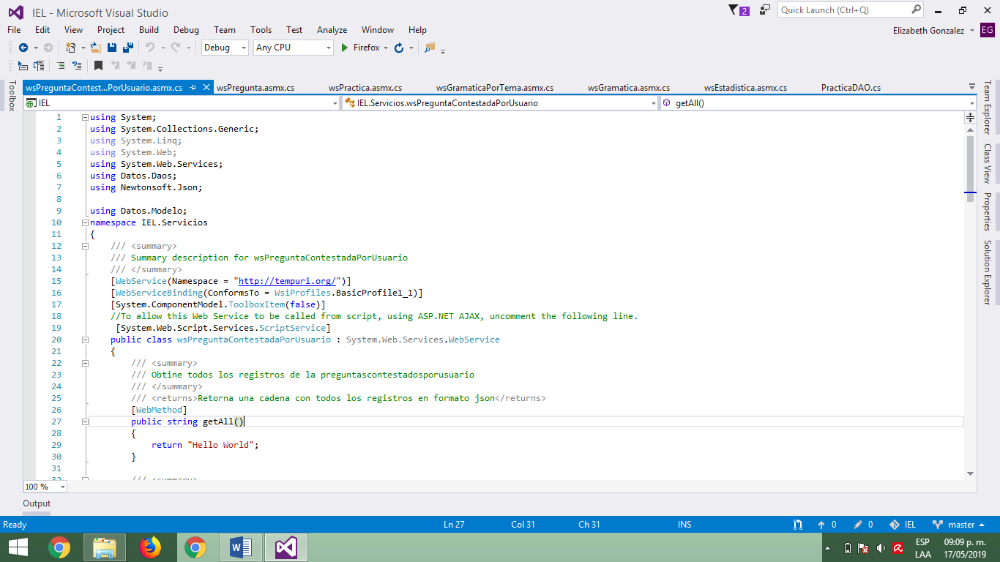 IEL - Microsoft Visual Studio
2
Quick Launch (Ctrl+Q)
File Edit View Project Build Debug Team Tools Test Analyze Window Help
Elizabeth Gonzalez EG
Debug Any CPU Firefox
Toolbox
wsPreguntaContest...PorUsuario.asmx.cs wsPregunta.asmx.cs wsPractica.asmx.cs wsGramaticaPorTema.asmx.cs wsGramatica.asmx.cs wsEstadistica.asmx.cs PracticaDAO.cs
IEL IEL.Servicios.wsPreguntaContestadaPorUsuario getAll()
1 using System;
2 using System.Collections.Generic;
3 using System.Linq;
4 using System.Web;
5 using System.Web.Services;
6 using Datos.Daos;
7 using Newtonsoft.Json;
8
9 using Datos.Modelo;
10 namespace IEL.Servicios
11 {
12 /// <summary>
13 /// Summary description for wsPreguntaContestadaPorUsuario
14 /// </summary>
15 [WebService(Namespace = "http://tempuri.org/")]
16 [WebServiceBinding(ConformsTo = WsiProfiles.BasicProfile1_1)]
17 [System.ComponentModel.ToolboxItem(false)]
18 //To allow this Web Service to be called from script, using ASP.NET AJAX, uncomment the following line.
19 [System.Web.Script.Services.ScriptService]
20 public class wsPreguntaContestadaPorUsuario : System.Web.Services.WebService
21 {
22 /// <summary>
23 /// Obtine todos los registros de la preguntascontestadosporusuario
24 /// </summary>
25 /// <returns>Retorna una cadena con todos los registros en formato json</returns>
26 [WebMethod]
27 public string getAll()
28 {
29 return "Hello World";
30 }
31
32 /// <summary>
Team Explorer
Class View
Properties
Solution Explorer
100 %
Output
Ready Ln 27 Col 31 Ch 31 INS 0 0 IEL master
ESP 09:09 p. m.
LAA 17/05/2019